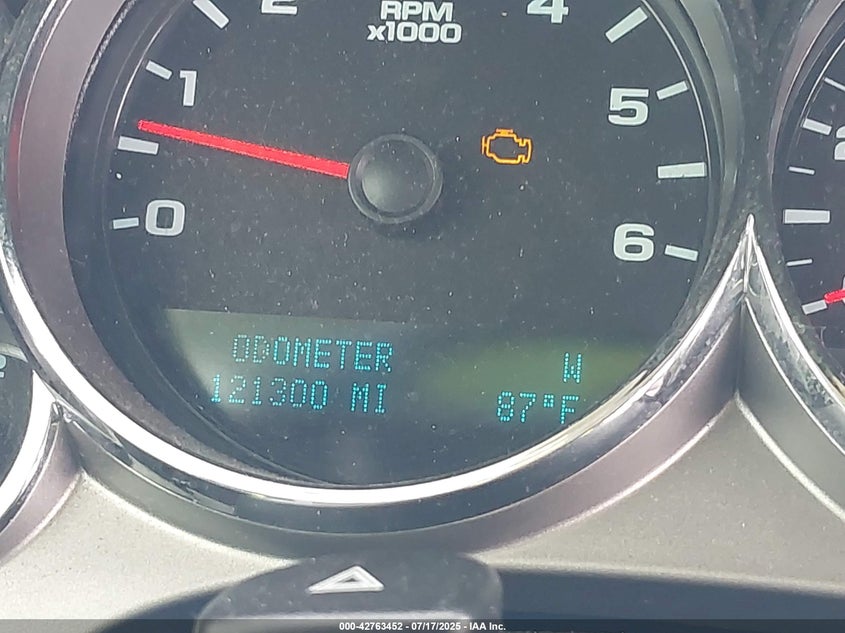 2
RPM
4
x1000
1
5
0
6
ODOMETER
W
121300 MI
87°F
000-42763452 - 07/17/2025 - IAA Inc.